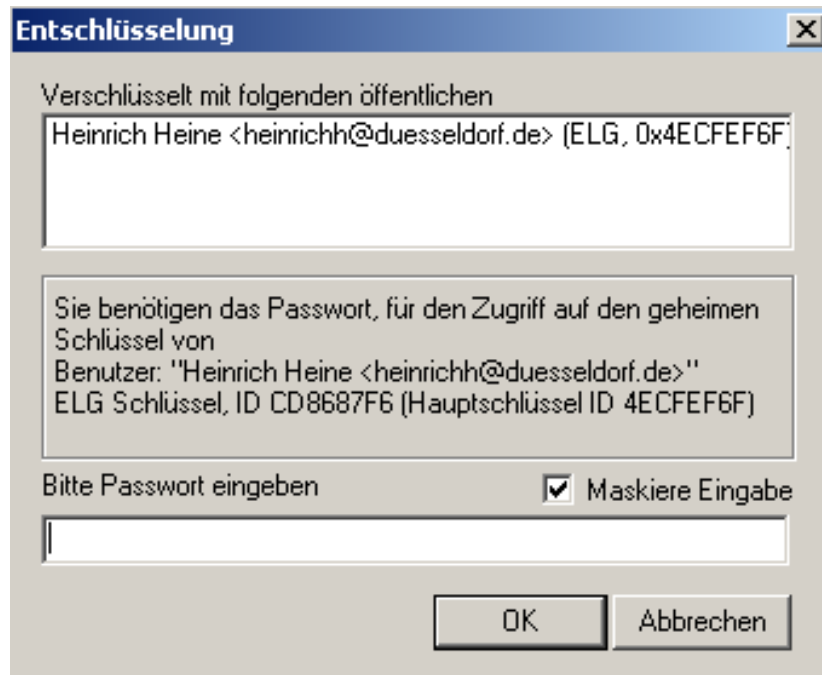 Entschlüsselung
Verschlüsselt mit folgenden öffentlichen
Heinrich Heine <heinrichh@duesseldorf.de> (ELG, 0x4ECFEF6F)
Sie benötigen das Passwort, für den Zugriff auf den geheimen
Schlüssel von
Benutzer: "Heinrich Heine <heinrichh@duesseldorf.de>"
ELG Schlüssel, ID CD8687F6 (Hauptschlüssel ID 4ECFEF6F)
Bitte Passwort eingeben Maskiere Eingabe
OK Abbrechen